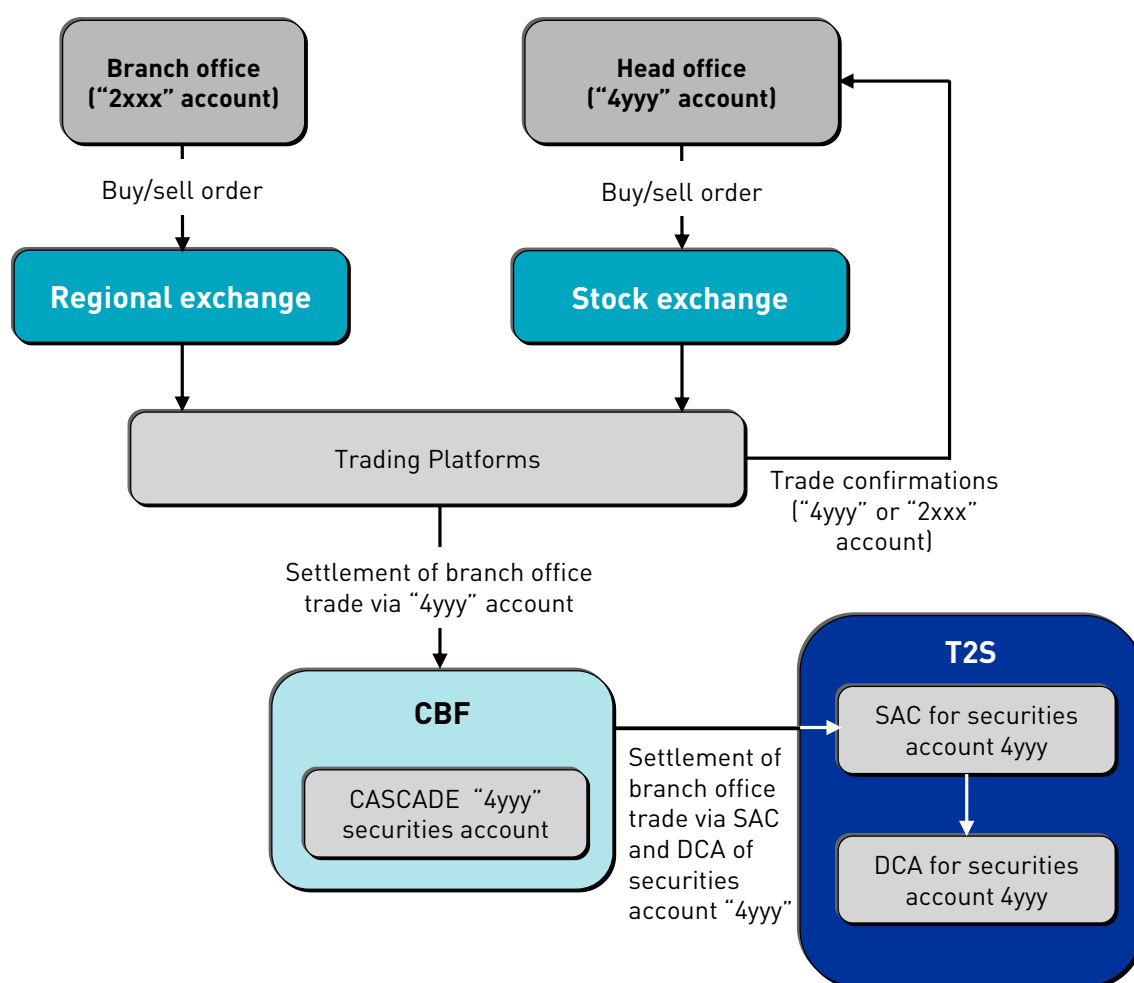 Branch office
(“2xxx” account)
Head office
(“4yyy” account)
Buy/sell order
Buy/sell order
Regional exchange
Stock exchange
Trading Platforms
Trade confirmations
(“4yyy” or “2xxx”
account)
Settlement of branch office
trade via “4yyy” account
CBF
CASCADE “4yyy”
securities account
Settlement of
branch office
trade via SAC
and DCA of
securities
account “4yyy”
T2S
SAC for securities
account 4yyy
DCA for securities
account 4yyy